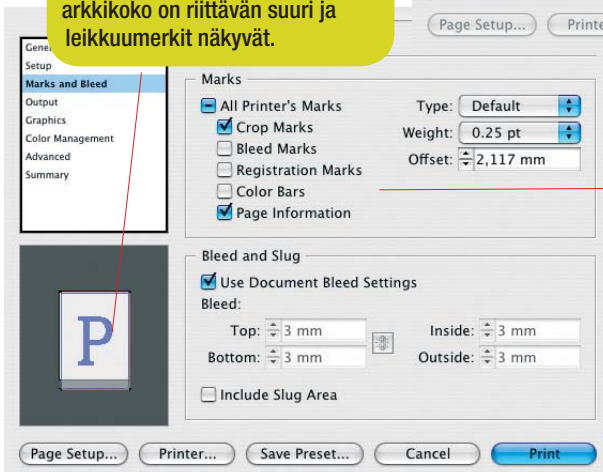 arkkikoko on riittävän suuri ja
leikkuumerkit näkyvät.
Page Setup...
Setup
Marks and Bleed
Output
Graphics
Color Management
Advanced
Summary
Marks
All Printer's Marks
Crop Marks
Bleed Marks
Registration Marks
Color Bars
Page Information
Type: Default
Weight: 0.25 pt
Offset: 2,117 mm
Bleed and Slug
Use Document Bleed Settings
Bleed:
Top: 3 mm Inside: 3 mm
Bottom: 3 mm Outside: 3 mm
Include Slug Area
P
Page Setup... Printer... Save Preset... Cancel Print